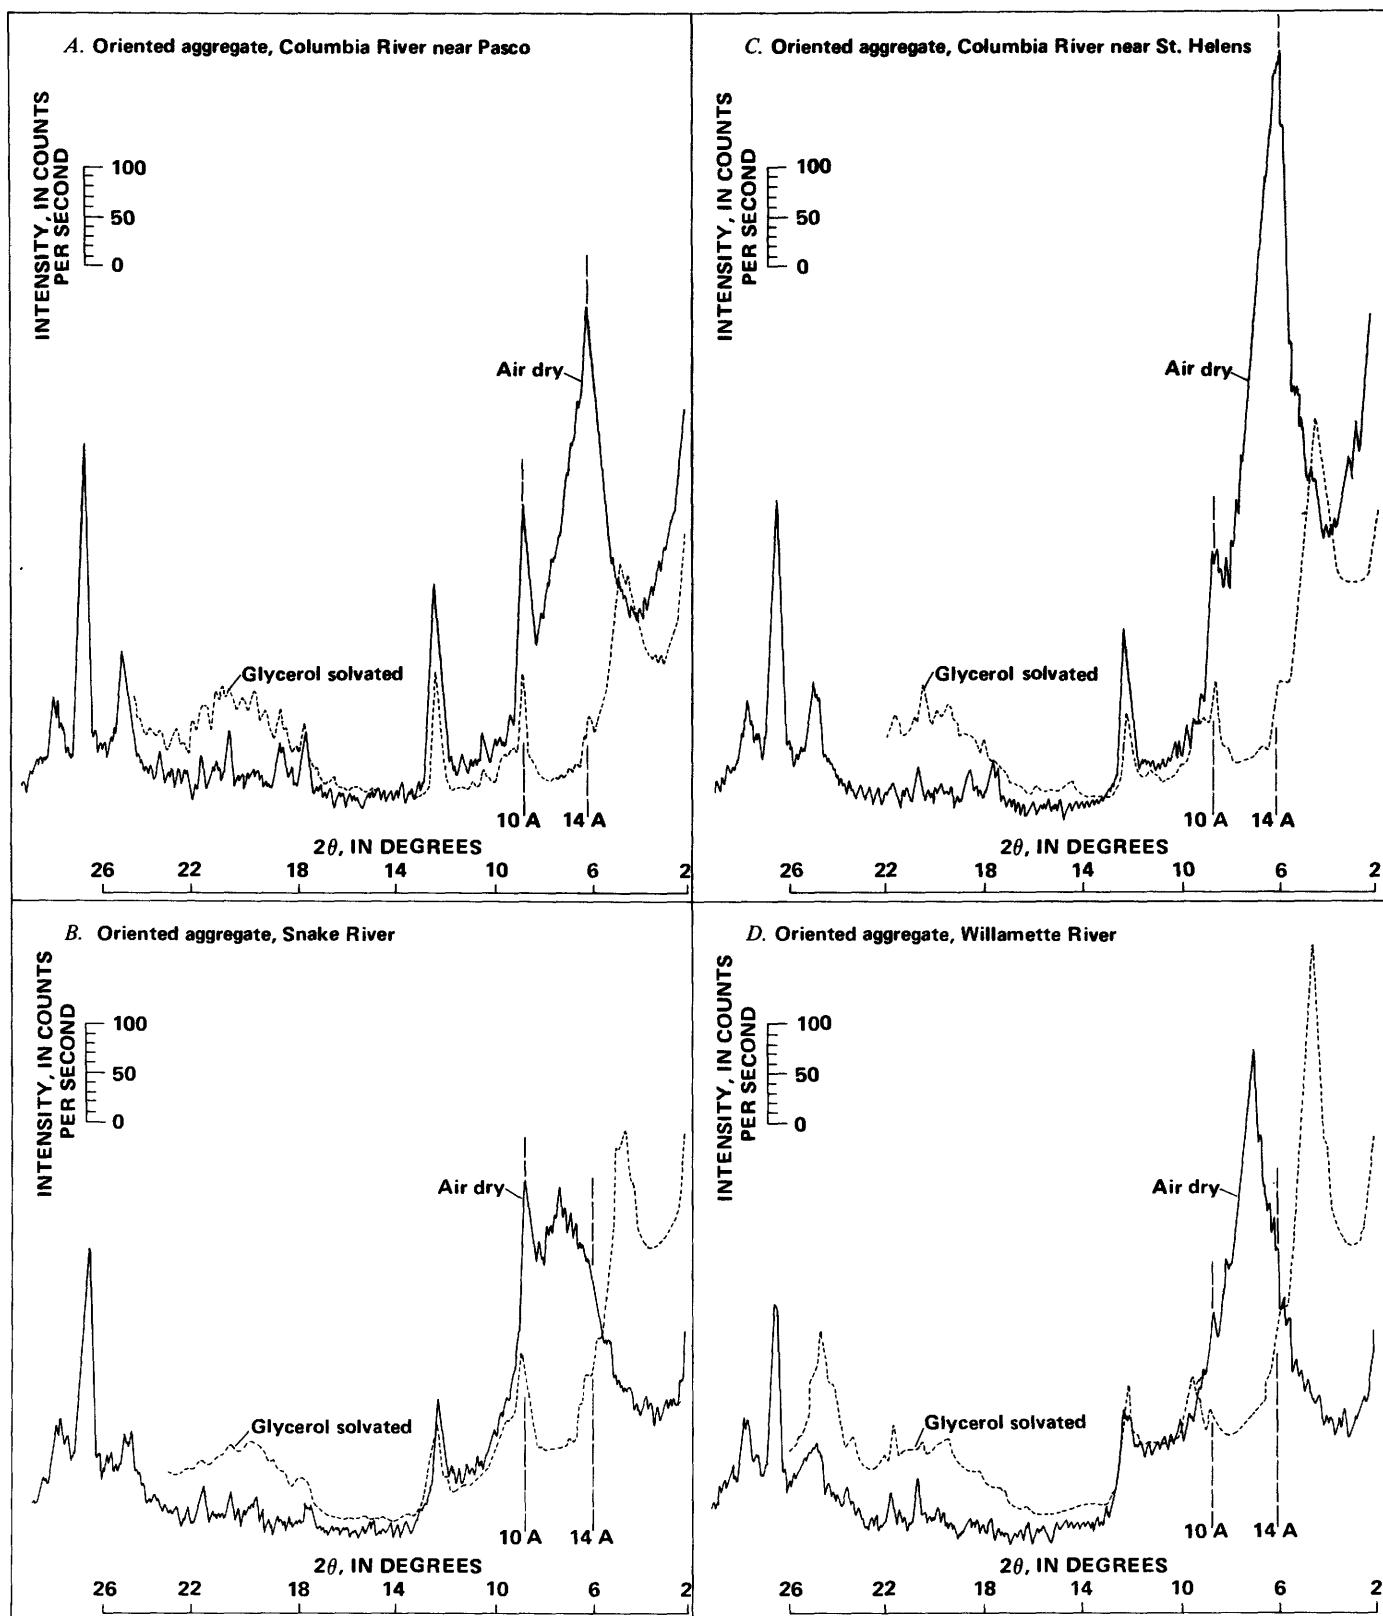 A. Oriented aggregate, Columbia River near Pasco
INTENSITY, IN COUNTS
PER SECOND
100
50
0
Air dry
Glycerol solvated
10 A 14 A
2θ, IN DEGREES
26 22 18 14 10 6 2
C. Oriented aggregate, Columbia River near St. Helens
INTENSITY, IN COUNTS
PER SECOND
100
50
0
Air dry
Glycerol solvated
10 A 14 A
2θ, IN DEGREES
26 22 18 14 10 6 2
B. Oriented aggregate, Snake River
INTENSITY, IN COUNTS
PER SECOND
100
50
0
Air dry
Glycerol solvated
10 A 14 A
2θ, IN DEGREES
26 22 18 14 10 6 2
D. Oriented aggregate, Willamette River
INTENSITY, IN COUNTS
PER SECOND
100
50
0
Air dry
Glycerol solvated
10 A 14 A
2θ, IN DEGREES
26 22 18 14 10 6 2